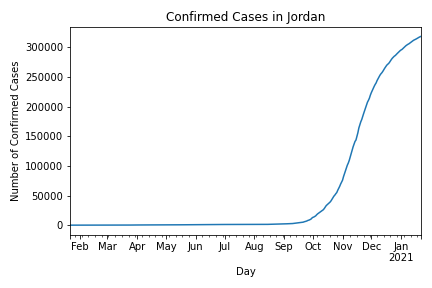 Confirmed Cases in Jordan
Number of Confirmed Cases
300000
250000
200000
150000
100000
50000
0
Feb Mar Apr May Jun Jul Aug Sep Oct Nov Dec Jan
2021
Day